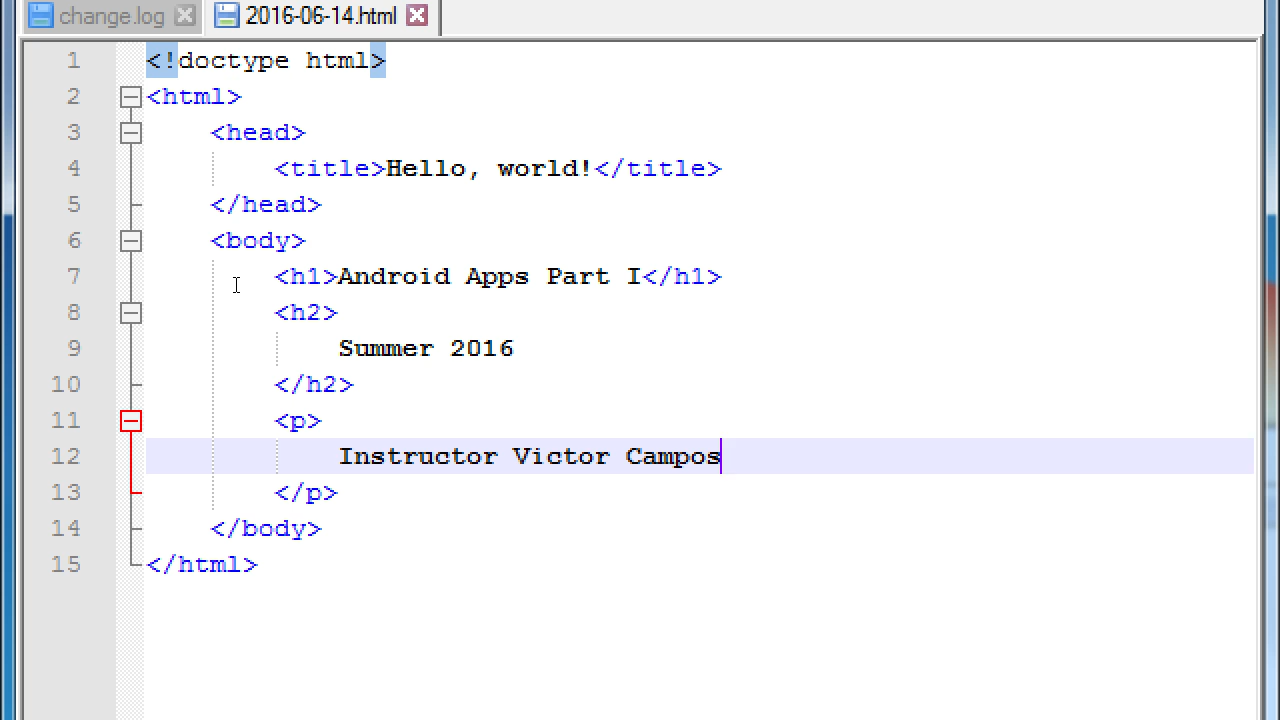 change.log 2016-06-14.html
1 <!doctype html>
2 <html>
3 <head>
4 <title>Hello, world!</title>
5 </head>
6 <body>
7 <h1>Android Apps Part I</h1>
8 <h2>
9 Summer 2016
10 </h2>
11 <p>
12 Instructor Victor Campos
13 </p>
14 </body>
15 </html>